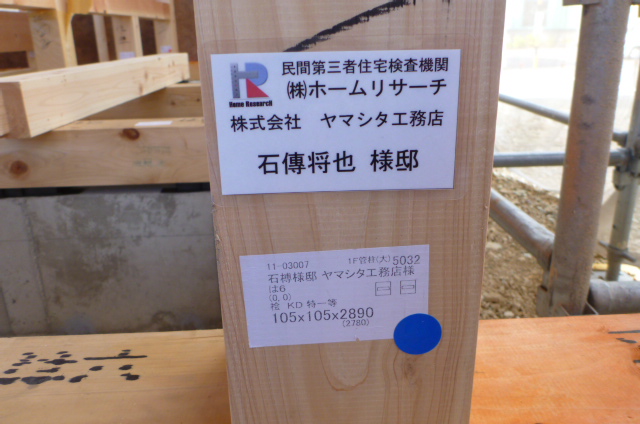 民間第三者住宅検査機関
HR
Home ReserarcH
㈱ホームリサーチ
株式会社 ヤマシタ工務店
石傳将也 様邸
11-03007 1F管柱(大) 5032
石榑様邸 ヤマシタ工務店様
は6
(0,0)
桧 KD 特一等
105x105x2890
(2780)